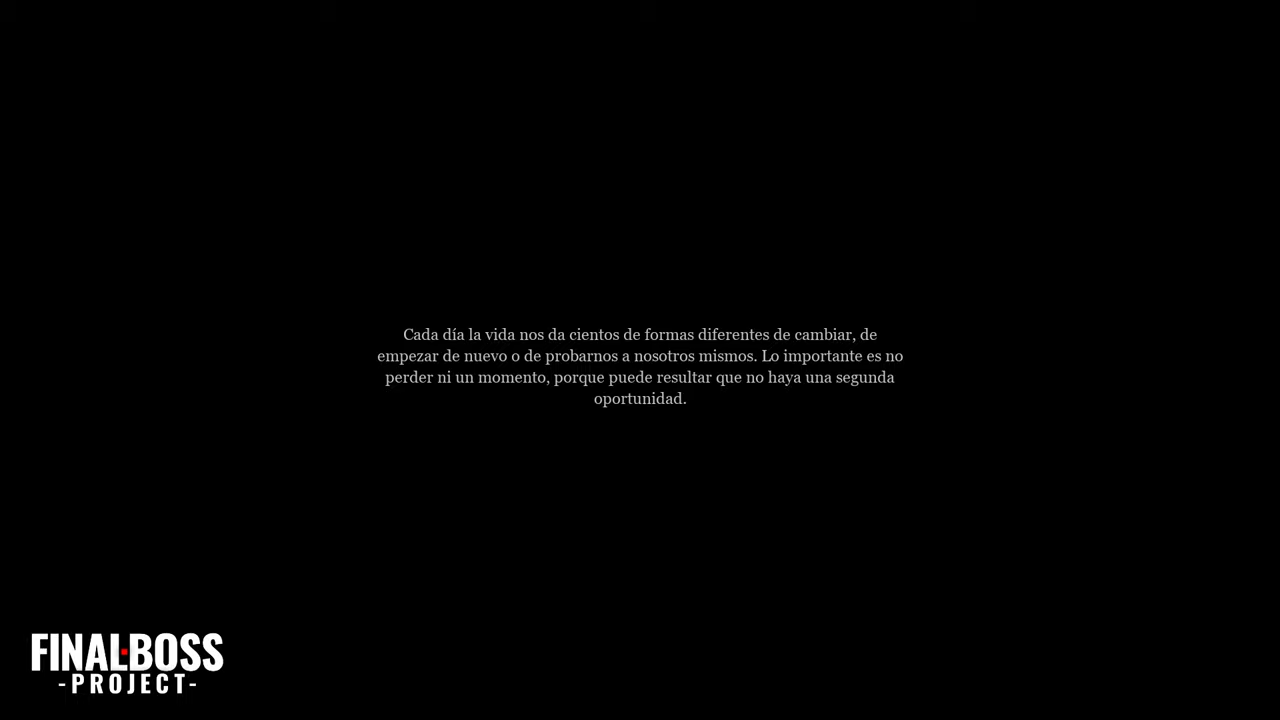 Cada día la vida nos da cientos de formas diferentes de cambiar, de
empezar de nuevo o de probarnos a nosotros mismos. Lo importante es no
perder ni un momento, porque puede resultar que no haya una segunda
oportunidad.
FINAL·BOSS
-PROJECT-